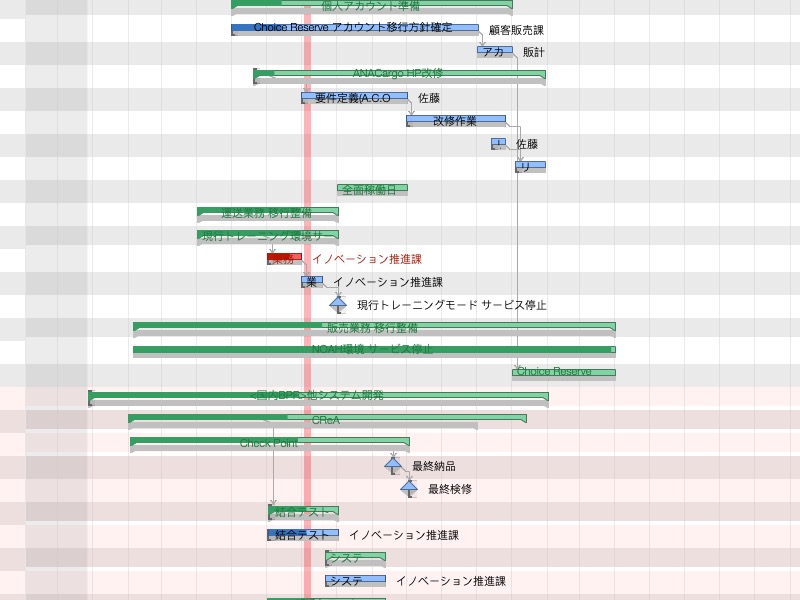 個人アカウント準備
Choice Reserve アカウント移行方針確定 顧客販売課
アカ 販計
ANACargo HP改修
要件定義(A.C.O 佐藤
改修作業
佐藤
リ
全面稼働日
運送業務 移行整備
現行トレーニング環境サ
業務 イノベーション推進課
業 イノベーション推進課
現行トレーニングモード サービス停止
販売業務 移行整備
NOAH環境 サービス停止
Choice Reserve
<国内BPR>他システム開発
CReA
Check Point
最終納品
最終検修
結合テスト
結合テスト イノベーション推進課
システ
システ イノベーション推進課